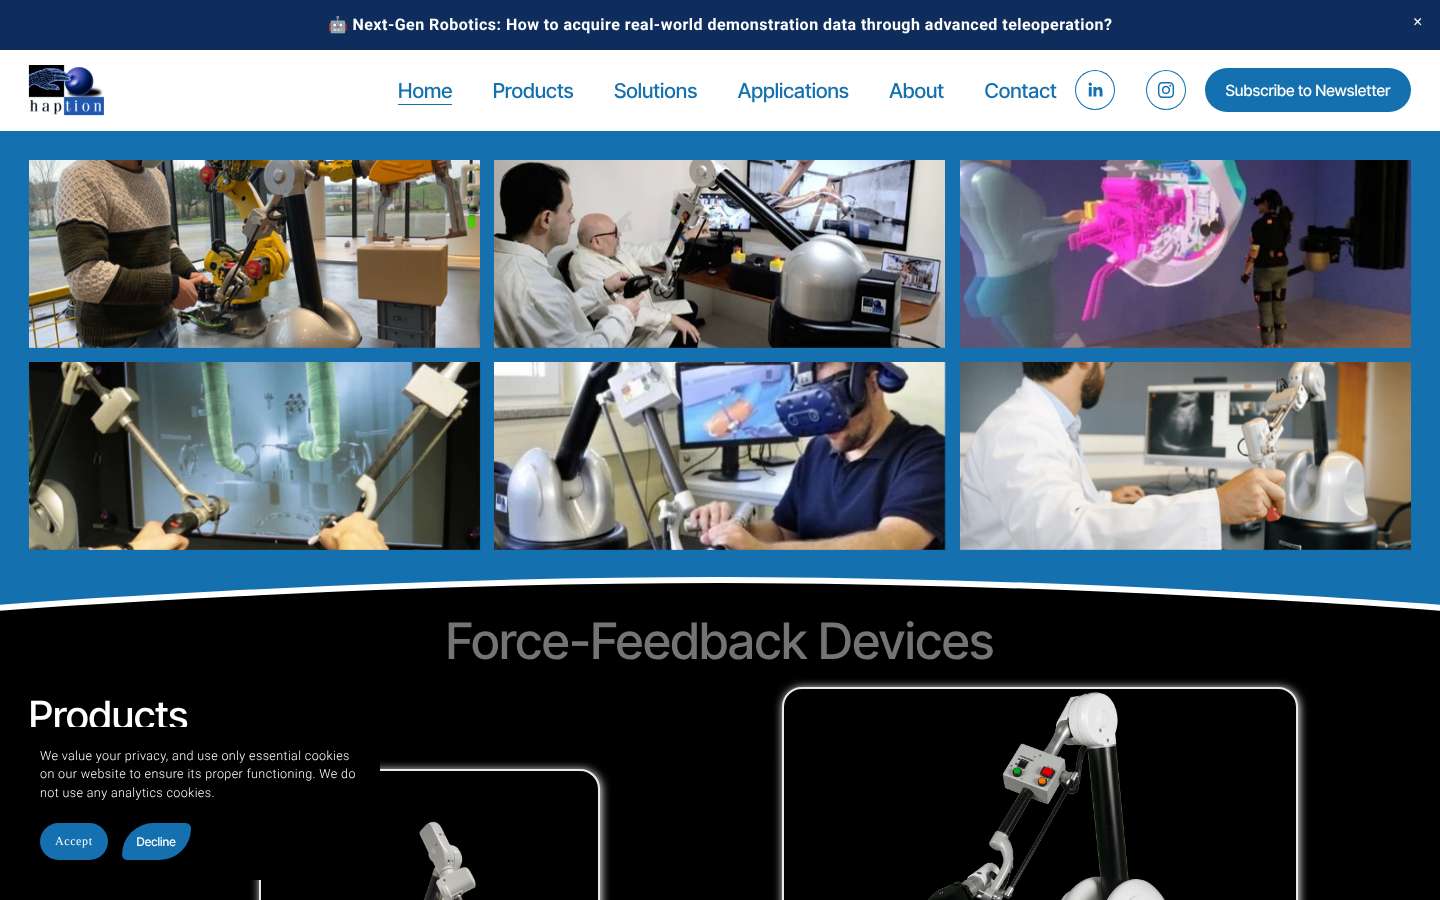 🤖 Next-Gen Robotics: How to acquire real-world demonstration data through advanced teleoperation?
×
haption
Home
Products
Solutions
Applications
About
Contact
in
Subscribe to Newsletter
Force-Feedback Devices
Products
We value your privacy, and use only essential cookies
on our website to ensure its proper functioning. We do
not use any analytics cookies.
Accept
Decline